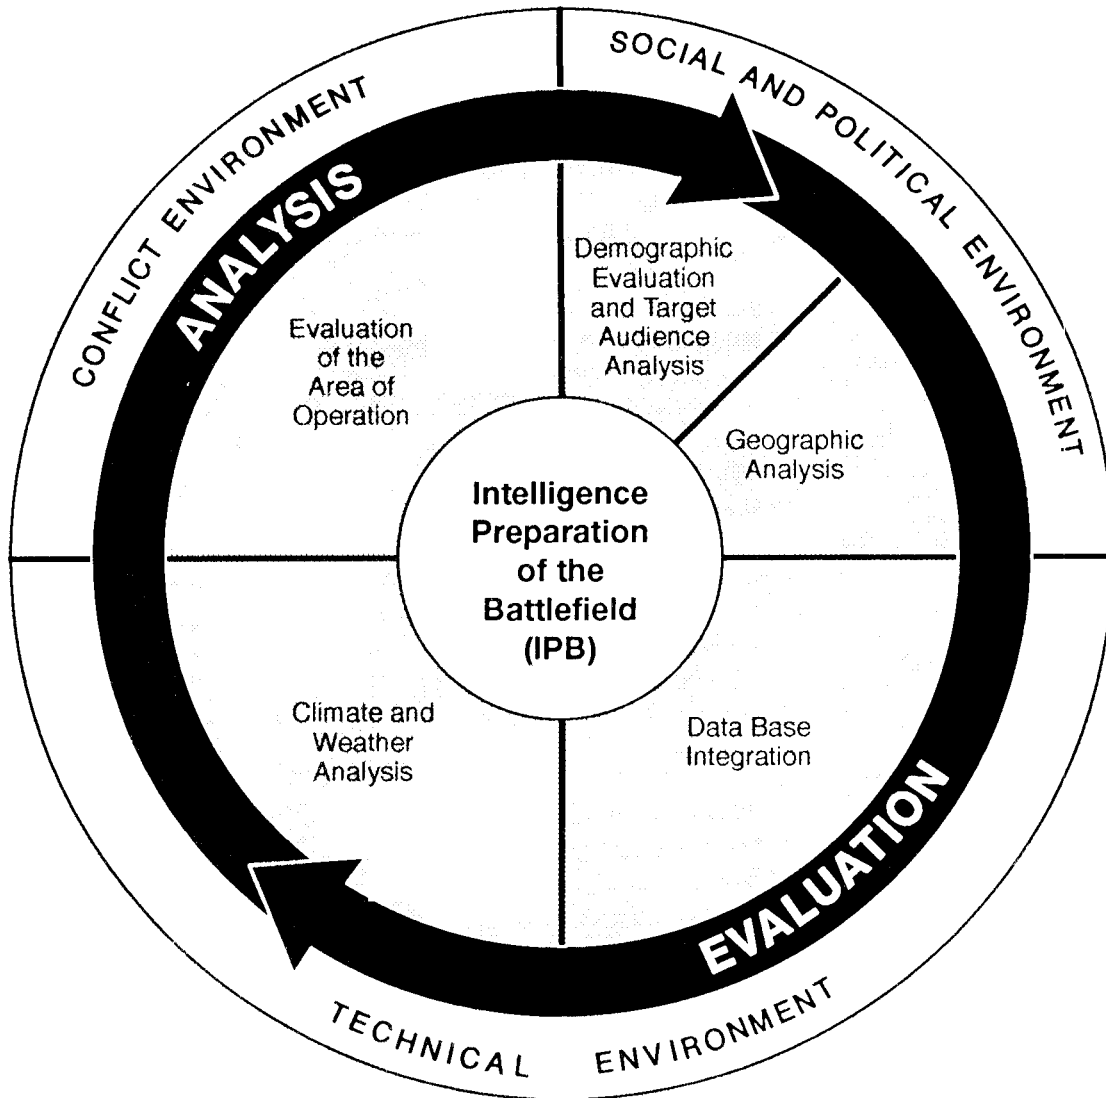 SOCIAL AND POLITICAL ENVIRONMENT
CONFLICT ENVIRONMENT
ANALYSIS
Demographic
Evaluation
and Target
Audience
Analysis
Evaluation
of the
Area of
Operation
Geographic
Analysis
Intelligence
Preparation
of the
Battlefield
(IPB)
Climate and
Weather
Analysis
Data Base
Integration
EVALUATION
TECHNICAL ENVIRONMENT